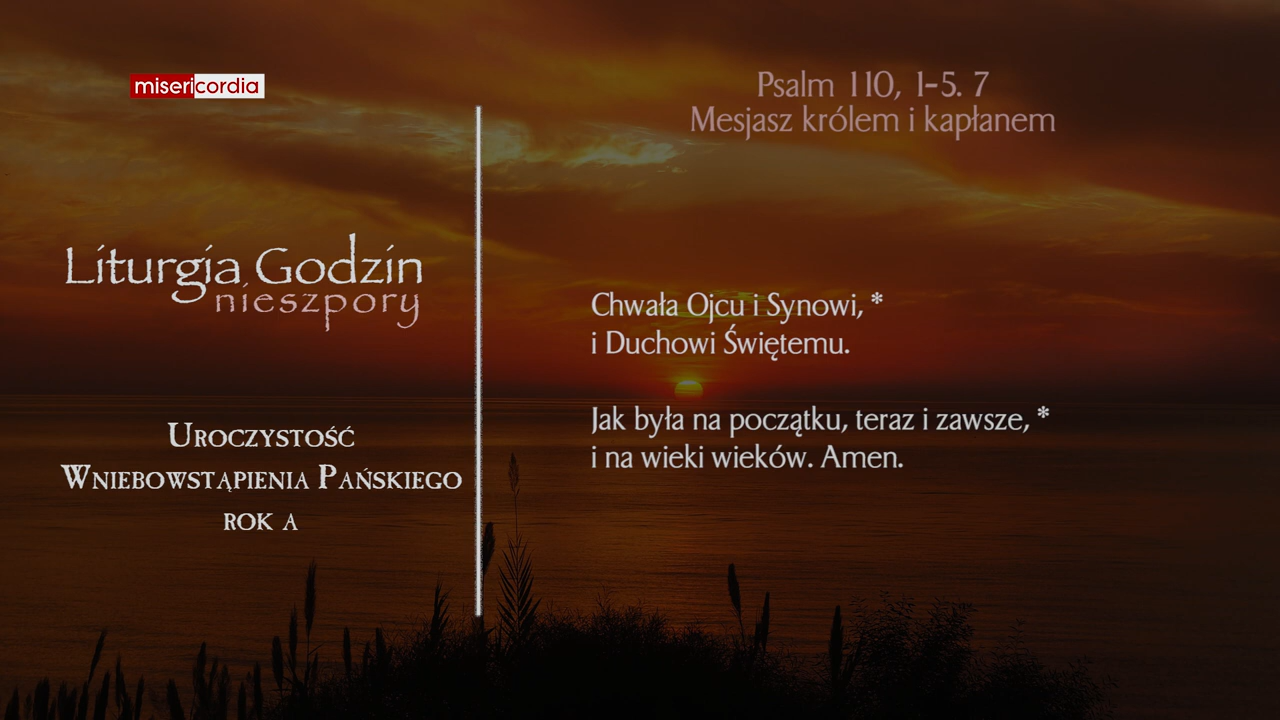 misericordia
Liturgia Godzin
nieszpory
Uroczystość
Wniebowstąpienia Pańskiego
rok a
Psalm 110, 1-5. 7
Mesjasz królem i kapłanem
Chwała Ojcu i Synowi, *
i Duchowi Świętemu.
Jak była na początku, teraz i zawsze, *
i na wieki wieków. Amen.